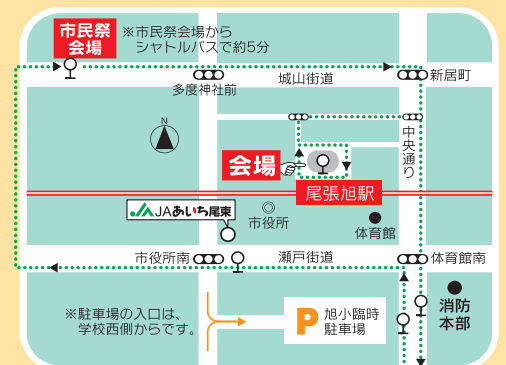 市民祭
会場
※市民祭会場から
シャトルバスで約5分
多度神社前
城山街道
新居町
N
中央通り
会場
尾張旭駅
JAあいち尾東
市役所
体育館
市役所南
瀬戸街道
体育館南
※駐車場の入口は、
学校西側からです。
P
旭小臨時
駐車場
消防
本部